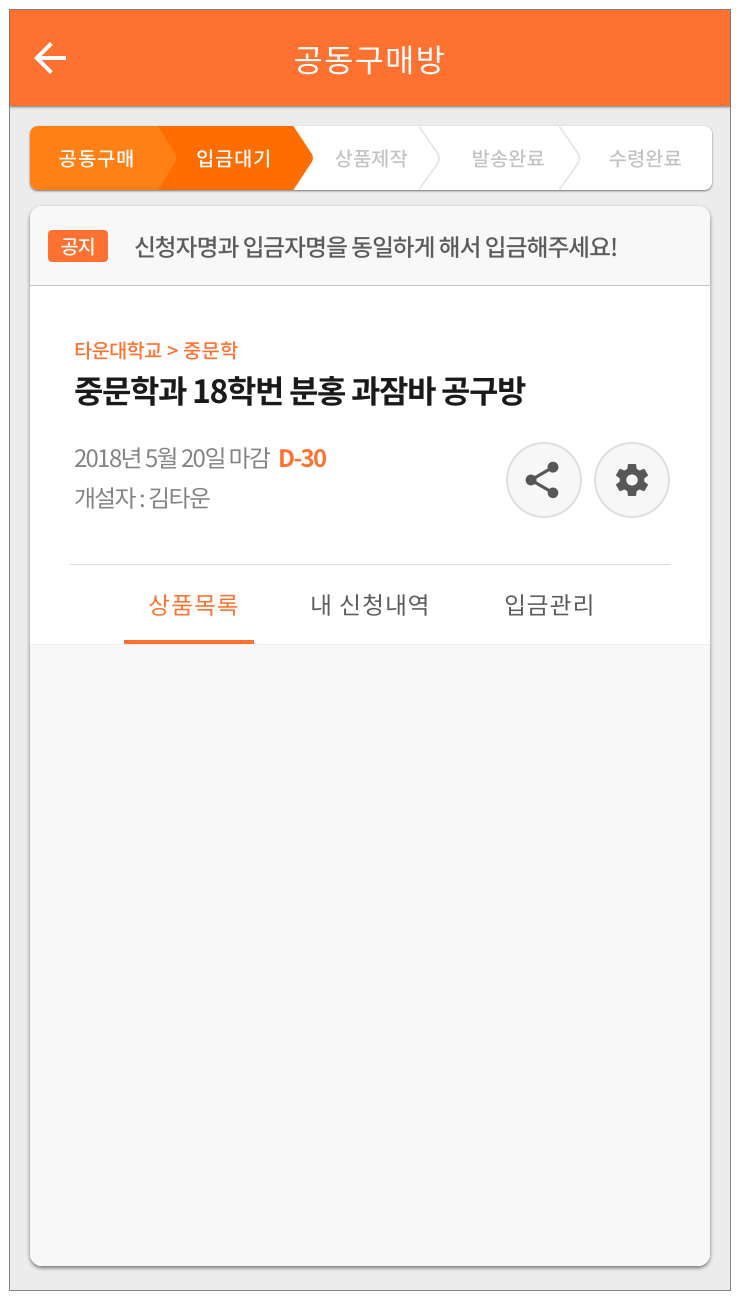 공동구매방
공동구매 입금대기 상품제작 발송완료 수령완료
공지 신청자명과 입금자명을 동일하게 해서 입금해주세요!
타운대학교 > 중문학
중문학과 18학번 분홍 과잠바 공구방
2018년 5월 20일 마감 D-30
개설자 : 김타운
상품목록 내 신청내역 입금관리